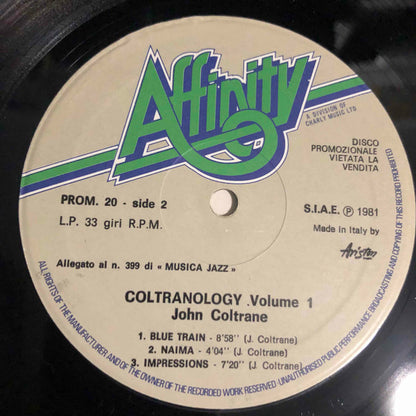 Affinity
A DIVISION OF
CHARLY MUSIC LTD
DISCO
PROMOZIONALE
VIETATA LA
VENDITA
PROM. 20 - side 2
L.P. 33 giri R.P.M.
S.I.A.E. Ⓟ 1981
Made in Italy by
Ariston
Allegato al n. 399 di « MUSICA JAZZ »
COLTRANOLOGY .Volume 1
John Coltrane
1. BLUE TRAIN - 8'58'' (J. Coltrane)
2. NAIMA - 4'04'' (J. Coltrane)
3. IMPRESSIONS - 7'20'' (J. Coltrane)
ALL RIGHTS OF THE MANUFACTURER AND OF THE OWNER OF THE RECORDED WORK RESERVED · UNAUTHORISED PUBLIC PERFORMANCE BROADCASTING AND COPYING OF THIS RECORD PROHIBITED